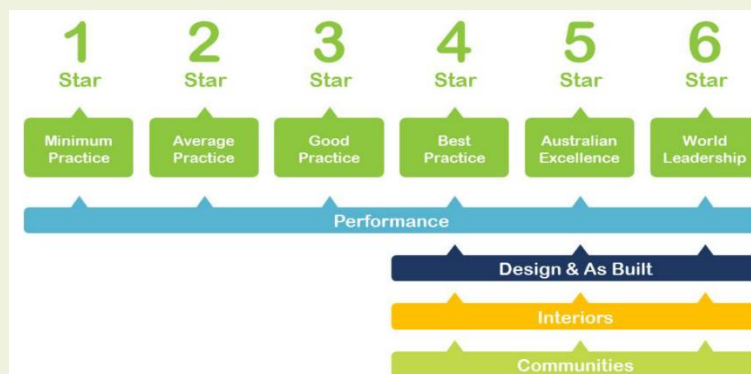 1 2 3 4 5 6
Star Star Star Star Star Star
Minimum Practice
Average Practice
Good Practice
Best Practice
Australian Excellence
World Leadership
Performance
Design & As Built
Interiors
Communities